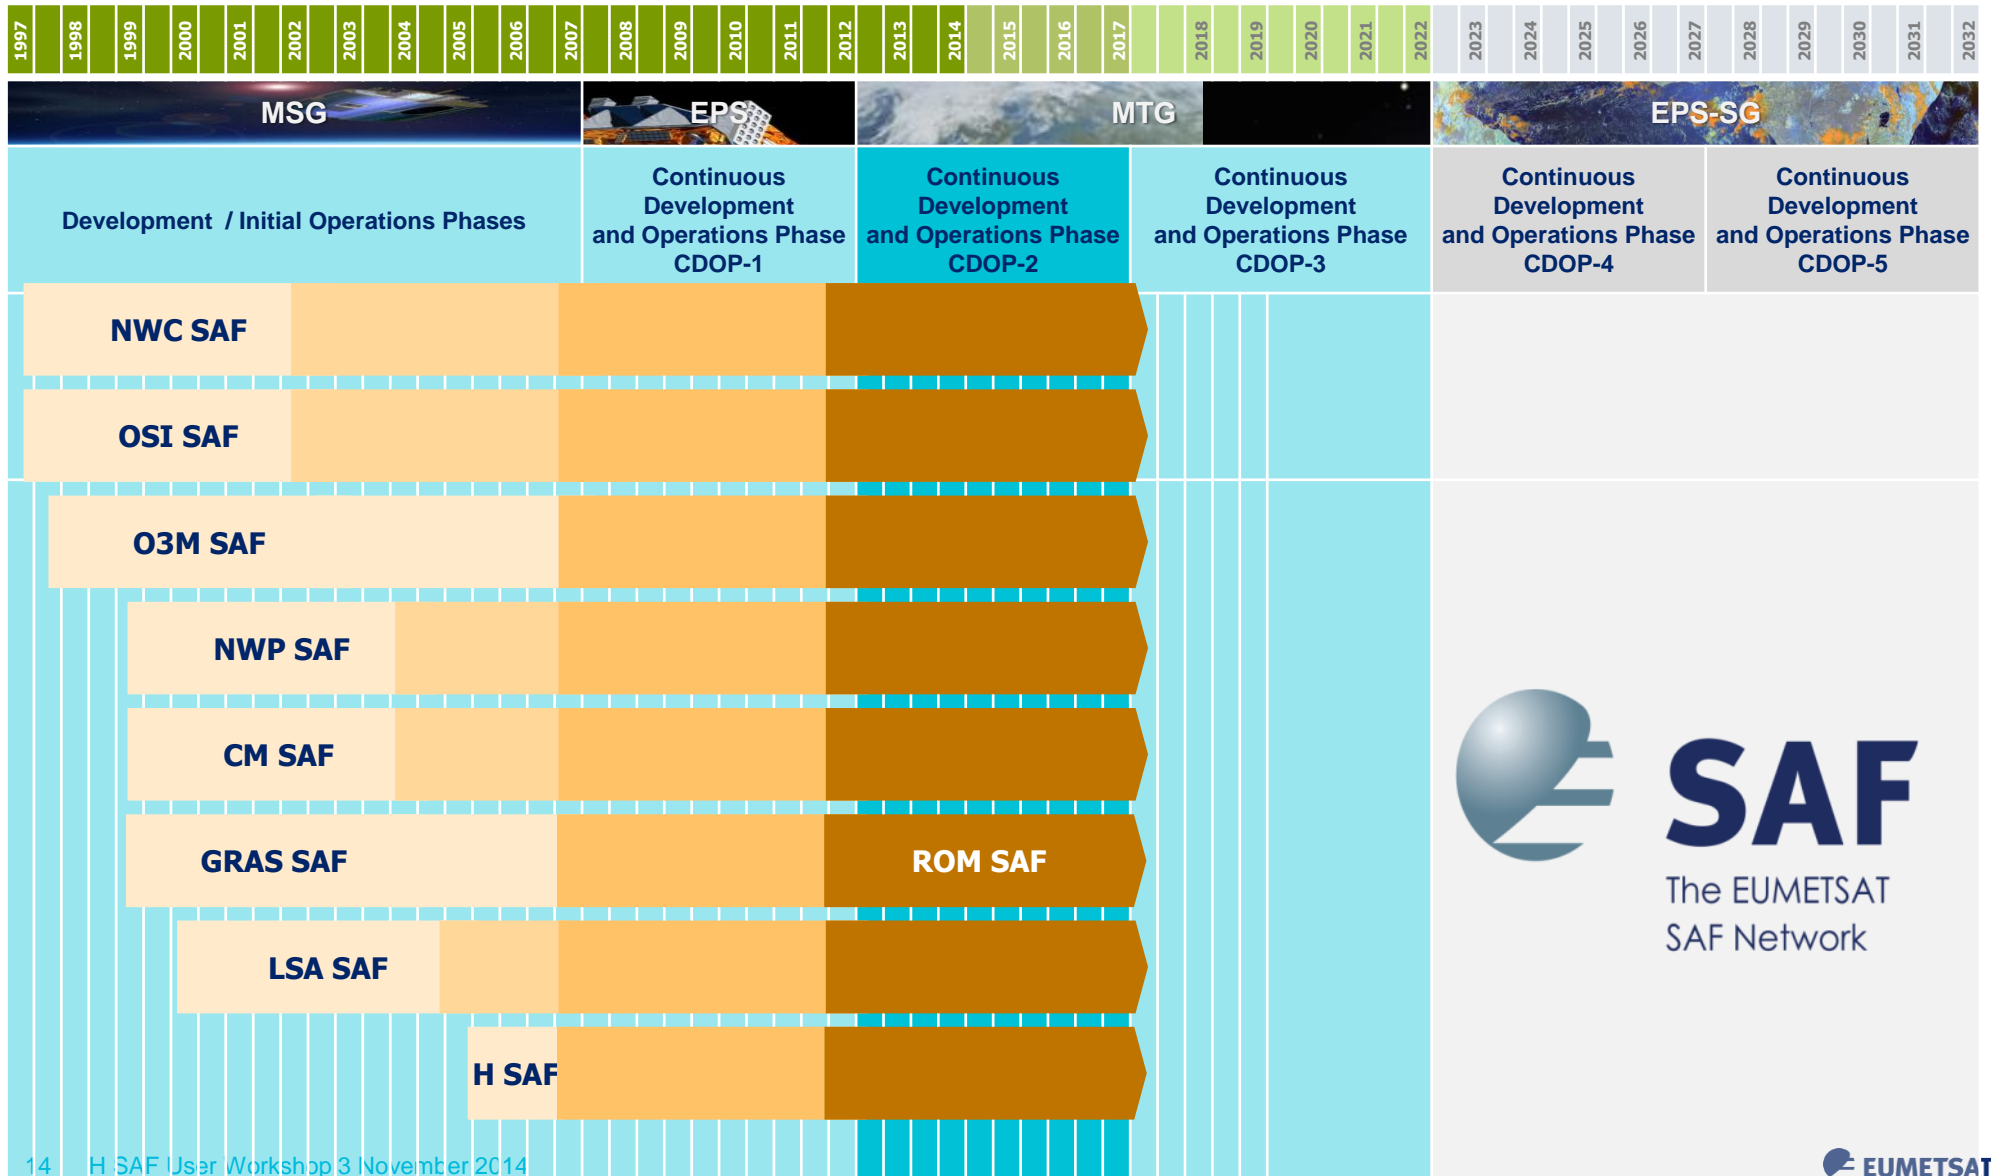 1997 1998 1999 2000 2001 2002 2003 2004 2005 2006 2007 2008 2009 2010 2011 2012 2013 2014 2015 2016 2017 2018 2019 2020 2021 2022 2023 2024 2025 2026 2027 2028 2029 2030 2031 2032
MSG EPS MTG EPS-SG
Development / Initial Operations Phases
Continuous
Development
and Operations Phase
CDOP-1
Continuous
Development
and Operations Phase
CDOP-2
Continuous
Development
and Operations Phase
CDOP-3
Continuous
Development
and Operations Phase
CDOP-4
Continuous
Development
and Operations Phase
CDOP-5
NWC SAF
OSI SAF
O3M SAF
NWP SAF
CM SAF
GRAS SAF ROM SAF
LSA SAF
H SAF
SAF
The EUMETSAT
SAF Network
14 H SAF User Workshop 3 November 2014
EUMETSAT